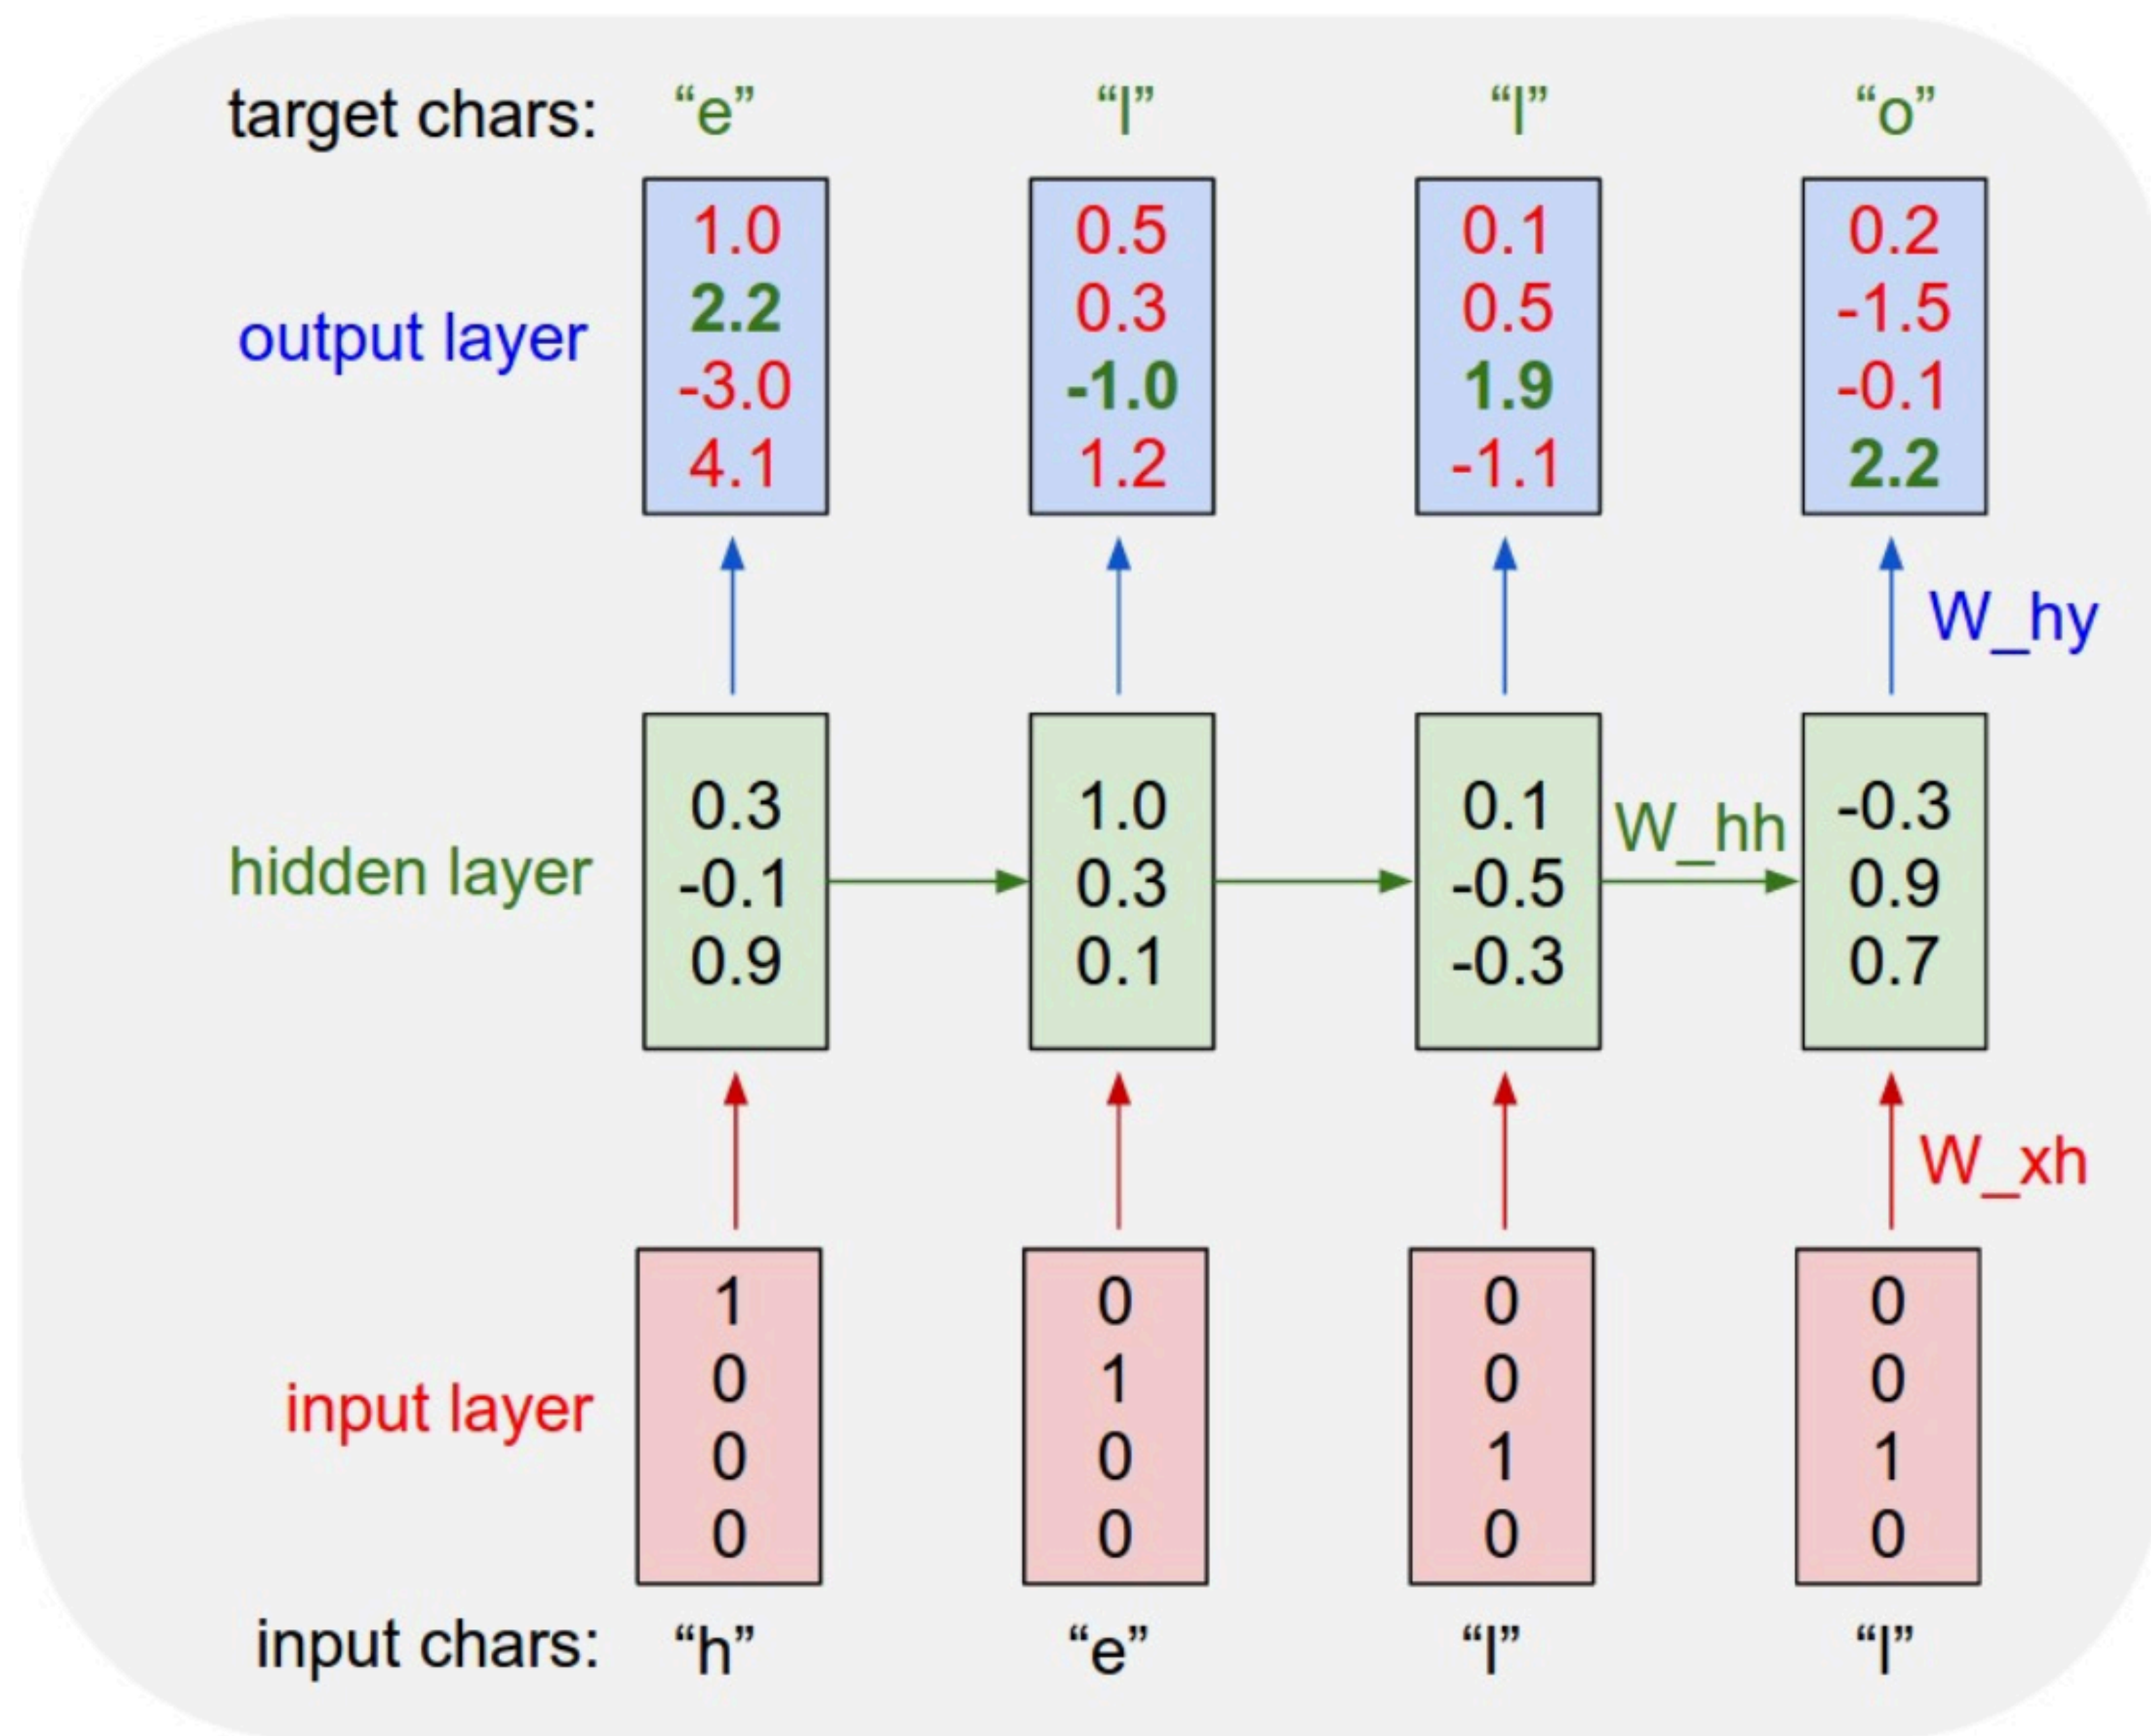 target chars: “e” “l” “l” “o”
1.0 0.5 0.1 0.2
2.2 0.3 0.5 -1.5
output layer
-3.0 -1.0 1.9 -0.1
4.1 1.2 -1.1 2.2
W_hy
0.3 1.0 0.1 -0.3
W_hh
hidden layer -0.1 0.3 -0.5 0.9
0.9 0.1 -0.3 0.7
W_xh
1 0 0 0
0 1 0 0
input layer
0 0 1 1
0 0 0 0
input chars: “h” “e” “l” “l”